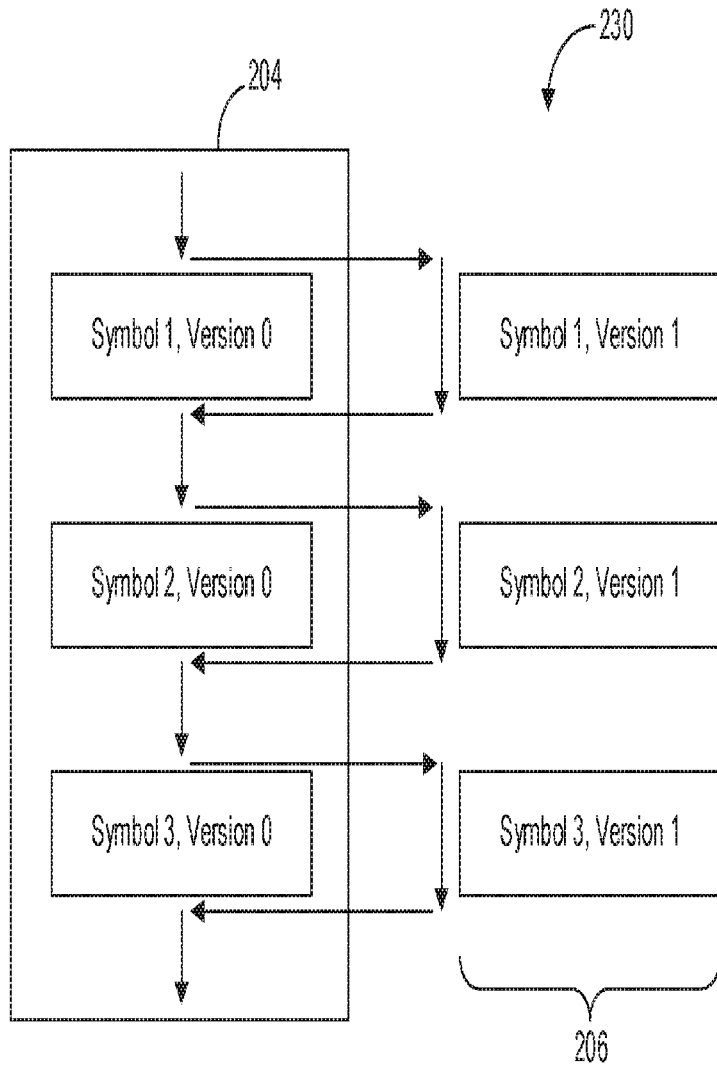 230
204
Symbol 1, Version 0
Symbol 1, Version 1
Symbol 2, Version 0
Symbol 2, Version 1
Symbol 3, Version 0
Symbol 3, Version 1
206